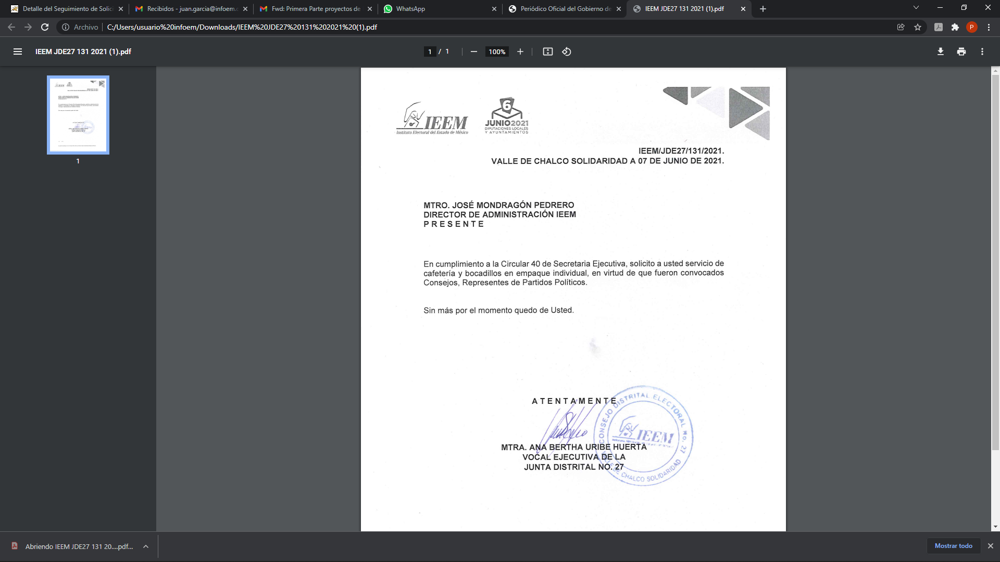 Detalle del Seguimiento de Solici
Recibidos - juan.garcia@infoem.c
Fwd: Primera Parte proyectos de
WhatsApp
Periódico Oficial del Gobierno de
IEEM JDE27 131 2021 (1).pdf
Archivo
C:/Users/usuario%20infoem/Downloads/IEEM%20JDE27%20131%202021%20(1).pdf
P
IEEM JDE27 131 2021 (1).pdf
1 / 1
100%
1
IEEM
Instituto Electoral del Estado de México
6
JUNIO2021
DIPUTACIONES LOCALES
Y AYUNTAMIENTOS
IEEM/JDE27/131/2021.
VALLE DE CHALCO SOLIDARIDAD A 07 DE JUNIO DE 2021.
MTRO. JOSÉ MONDRAGÓN PEDRERO
DIRECTOR DE ADMINISTRACIÓN IEEM
P R E S E N T E
En cumplimiento a la Circular 40 de Secretaria Ejecutiva, solicito a usted servicio de
cafetería y bocadillos en empaque individual, en virtud de que fueron convocados
Consejos, Representes de Partidos Políticos.
Sin más por el momento quedo de Usted.
A T E N T A M E N T E
MTRA. ANA BERTHA URIBE HUERTA
VOCAL EJECUTIVA DE LA
JUNTA DISTRITAL NO. 27
CONSEJO DISTRITAL ELECTORAL No. 27
IEEM
VALLE DE CHALCO SOLIDARIDAD
Abriendo IEEM JDE27 131 20....pdf...
Mostrar todo